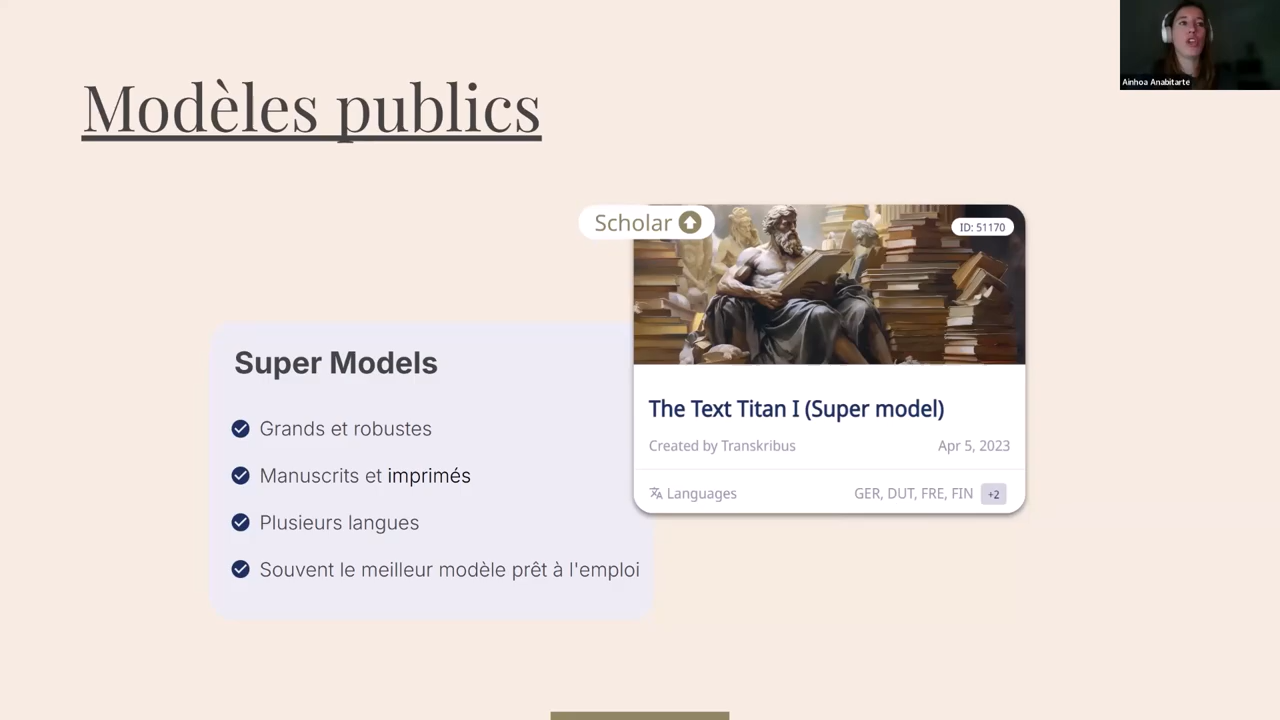 Ainhoa Anabitarte
Modèles publics
Scholar
ID: 51170
Super Models
Grands et robustes
Manuscrits et imprimés
Plusieurs langues
Souvent le meilleur modèle prêt à l'emploi
The Text Titan I (Super model)
Created by Transkribus Apr 5, 2023
Languages GER, DUT, FRE, FIN +2